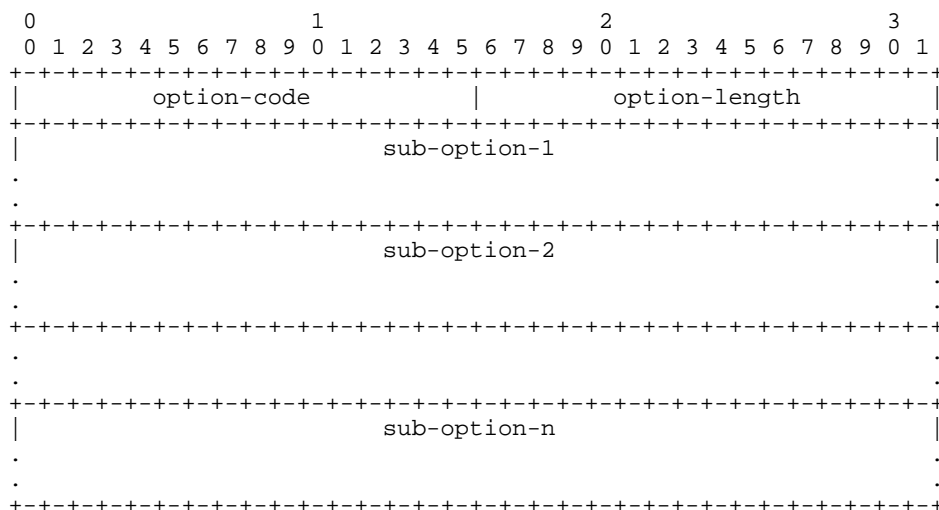 0                   1                   2                   3
 0 1 2 3 4 5 6 7 8 9 0 1 2 3 4 5 6 7 8 9 0 1 2 3 4 5 6 7 8 9 0 1
+-+-+-+-+-+-+-+-+-+-+-+-+-+-+-+-+-+-+-+-+-+-+-+-+-+-+-+-+-+-+-+-+
|         option-code           |         option-length         |
+-+-+-+-+-+-+-+-+-+-+-+-+-+-+-+-+-+-+-+-+-+-+-+-+-+-+-+-+-+-+-+-+
|                         sub-option-1                          |
.                                                               .
.                                                               .
+-+-+-+-+-+-+-+-+-+-+-+-+-+-+-+-+-+-+-+-+-+-+-+-+-+-+-+-+-+-+-+-+
|                         sub-option-2                          |
.                                                               .
.                                                               .
+-+-+-+-+-+-+-+-+-+-+-+-+-+-+-+-+-+-+-+-+-+-+-+-+-+-+-+-+-+-+-+-+
.                                                               .
.                                                               .
+-+-+-+-+-+-+-+-+-+-+-+-+-+-+-+-+-+-+-+-+-+-+-+-+-+-+-+-+-+-+-+-+
|                         sub-option-n                          |
.                                                               .
.                                                               .
+-+-+-+-+-+-+-+-+-+-+-+-+-+-+-+-+-+-+-+-+-+-+-+-+-+-+-+-+-+-+-+-+